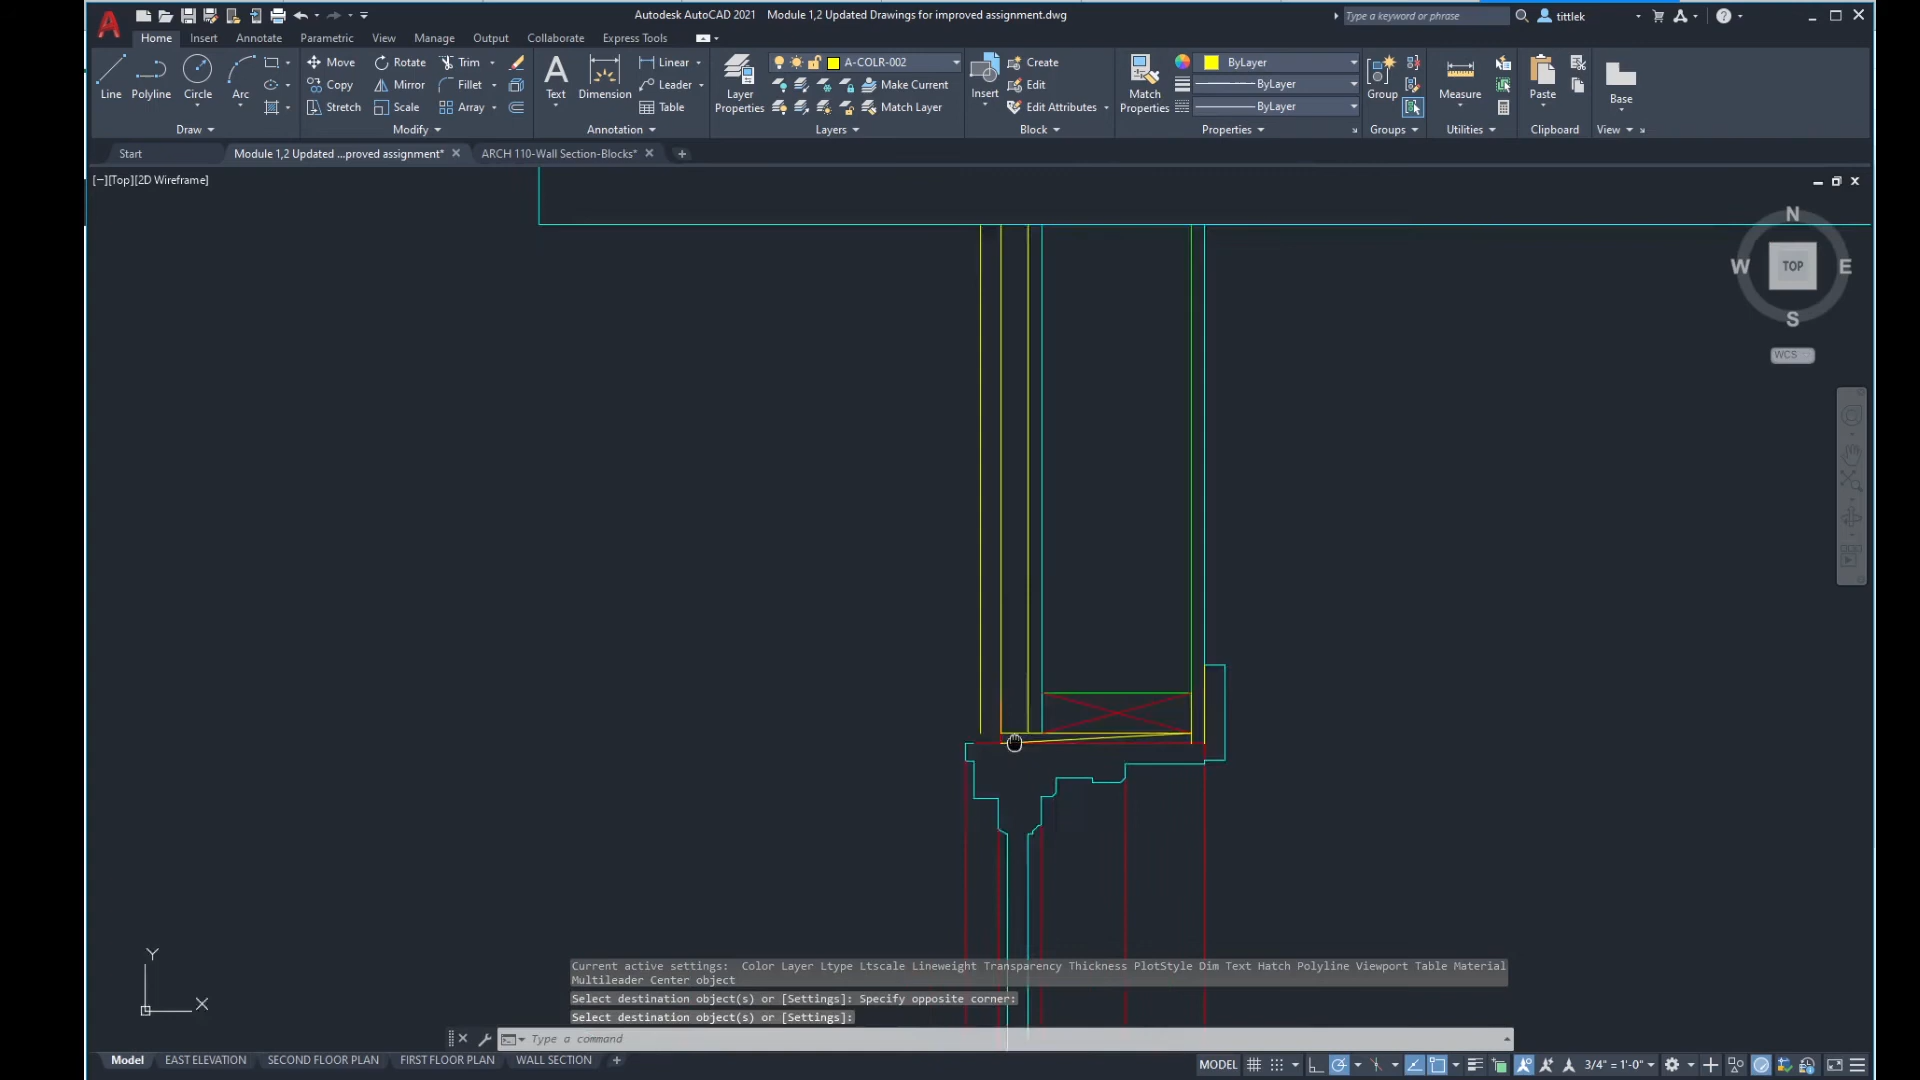 Autodesk AutoCAD 2021 Module 1,2 Updated Drawings for improved assignment.dwg
Type a keyword or phrase
tittlek
Home Insert Annotate Parametric View Manage Output Collaborate Express Tools
Line Polyline Circle Arc
Move Rotate Trim
Copy Mirror Fillet
Stretch Scale Array
Text Dimension
Linear
Leader
Table
Layer
Properties
A-COLR-002
Make Current
Match Layer
Insert
Create
Edit
Edit Attributes
Match
Properties
ByLayer
ByLayer
ByLayer
Group
Measure
Paste
Base
Draw Modify Annotation Layers Block Properties Groups Utilities Clipboard View
Start Module 1,2 Updated ...proved assignment* ARCH 110-Wall Section-Blocks*
[−][Top][2D Wireframe]
N
W TOP E
S
WCS
Y
X
Current active settings: Color Layer Ltype Ltscale Lineweight Transparency Thickness PlotStyle Dim Text Hatch Polyline Viewport Table Material
Multileader Center object
Select destination object(s) or [Settings]: Specify opposite corner:
Select destination object(s) or [Settings]:
Type a command
Model EAST ELEVATION SECOND FLOOR PLAN FIRST FLOOR PLAN WALL SECTION
MODEL 3/4" = 1'-0"